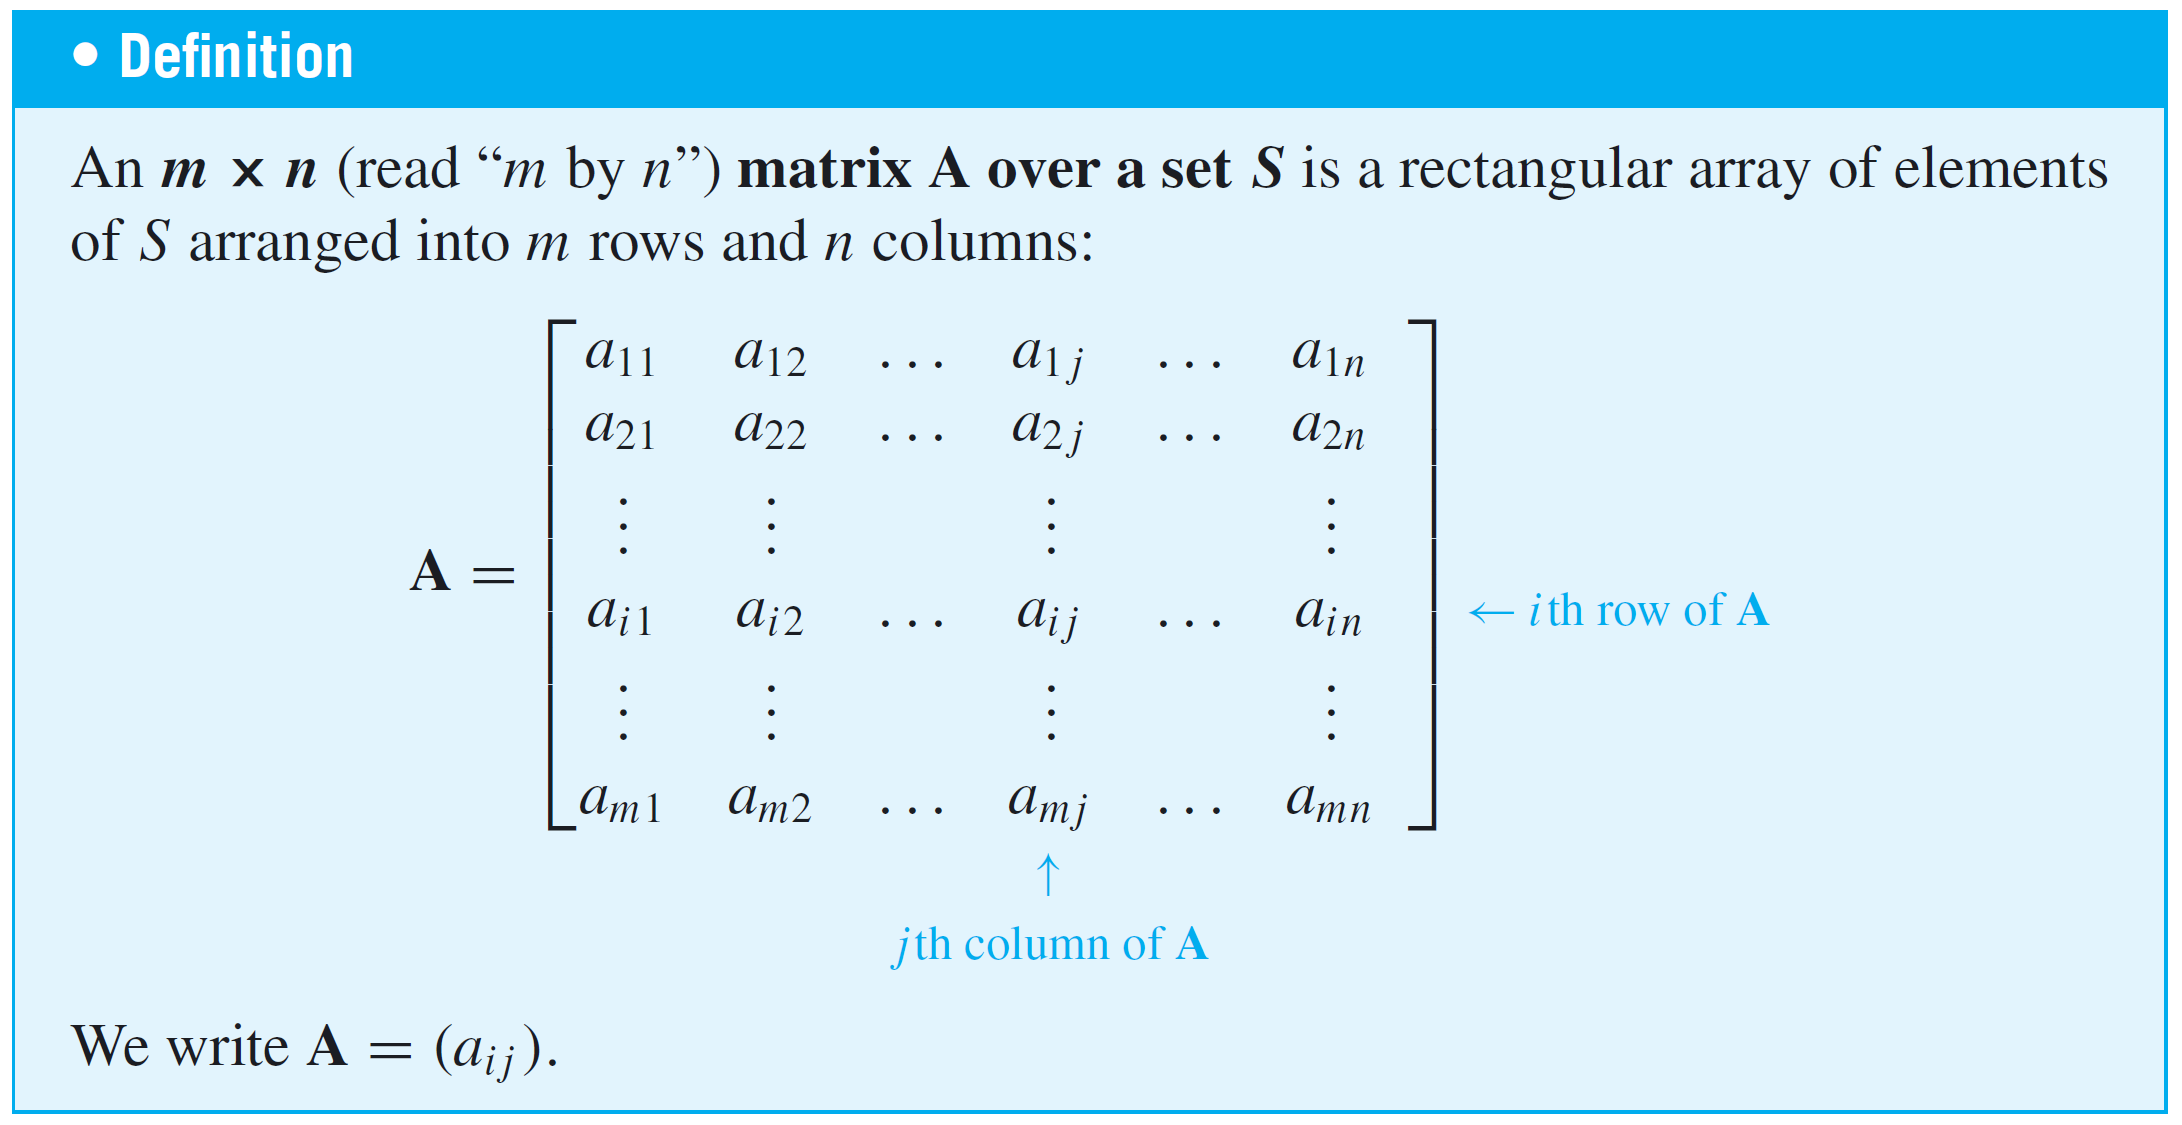 • Definition
An m × n (read “m by n”) matrix A over a set S is a rectangular array of elements
of S arranged into m rows and n columns:
a₁₁ a₁₂ ... a₁ⱼ ... a₁ₙ
a₂₁ a₂₂ ... a₂ⱼ ... a₂ₙ
⋮ ⋮ ⋮ ⋮
A =
aᵢ₁ aᵢ₂ ... aᵢⱼ ... aᵢₙ ← ith row of A
⋮ ⋮ ⋮ ⋮
aₘ₁ aₘ₂ ... aₘⱼ ... aₘₙ
↑
jth column of A
We write A = (aᵢⱼ).